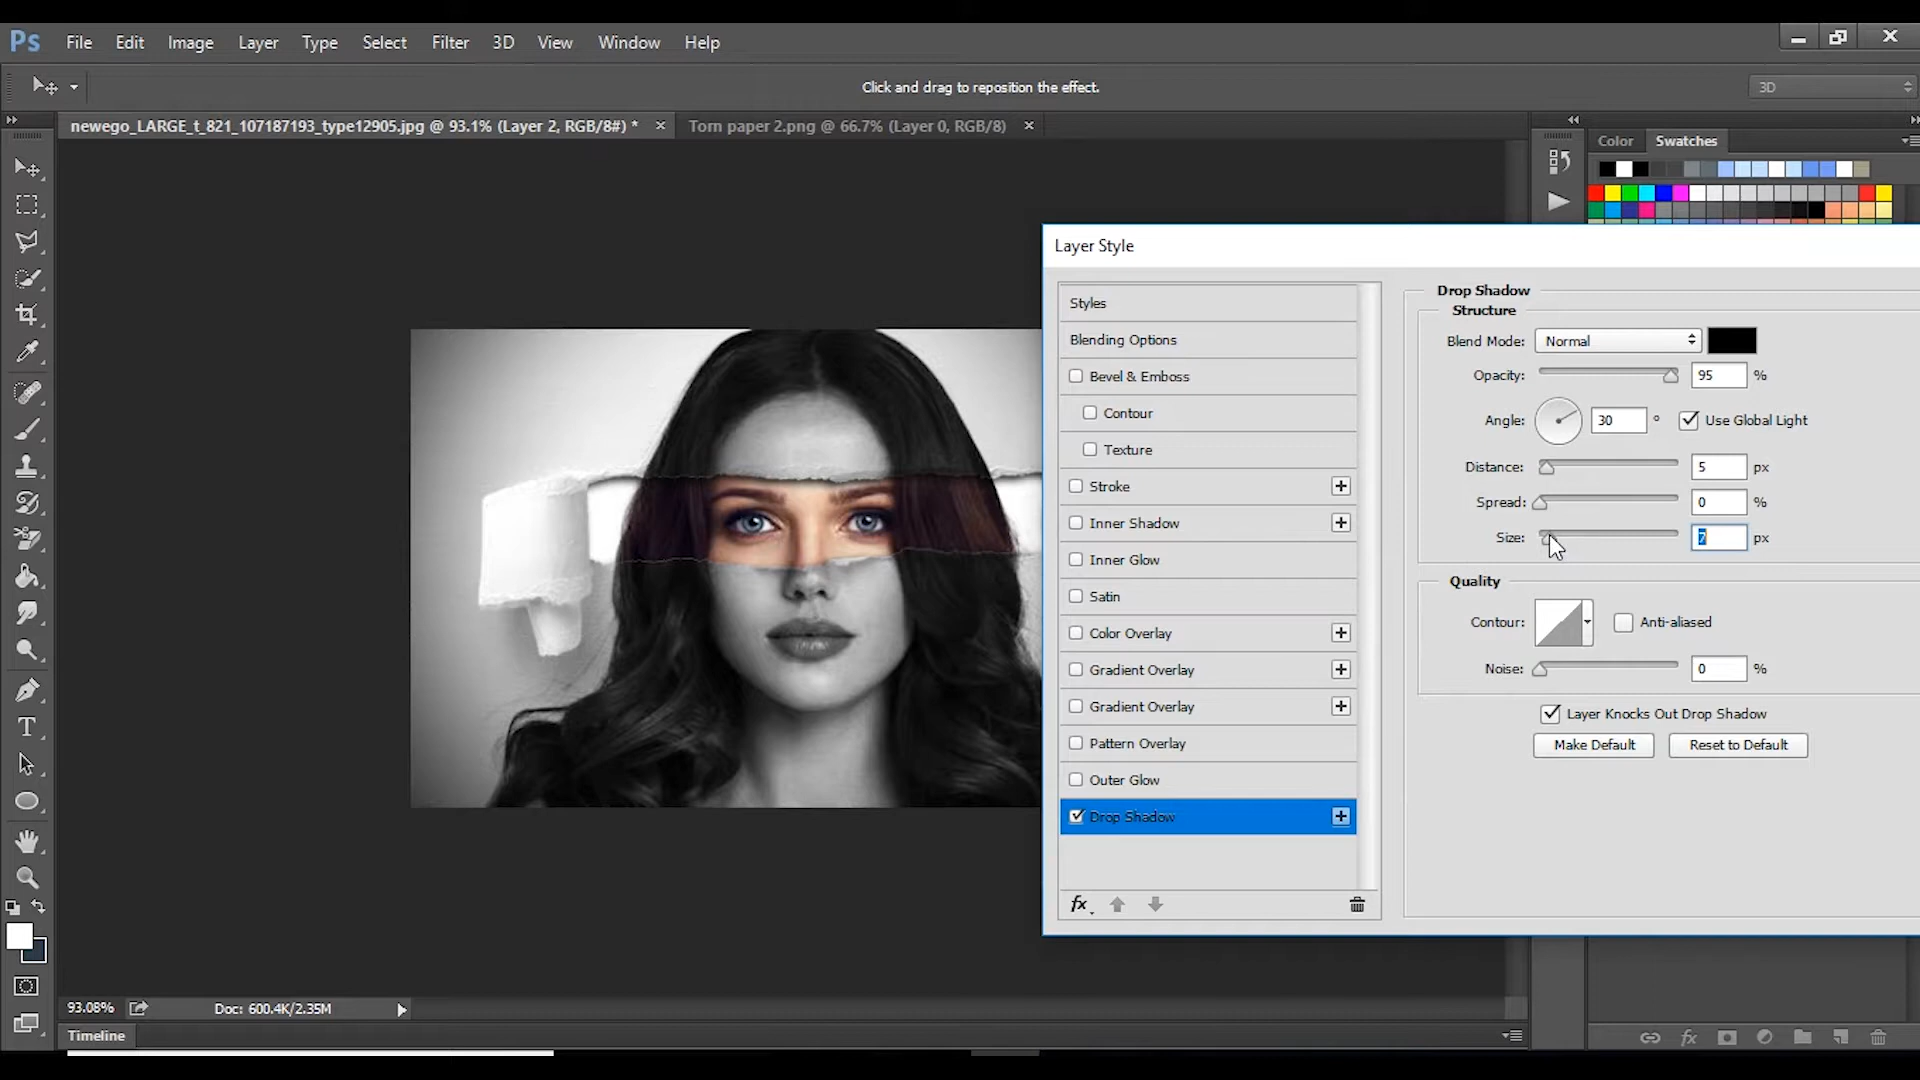 Ps File Edit Image Layer Type Select Filter 3D View Window Help
Click and drag to reposition the effect.
3D
newego_LARGE_t_821_107187193_type12905.jpg @ 93.1% (Layer 2, RGB/8#) *
Torn paper 2.png @ 66.7% (Layer 0, RGB/8)
Color Swatches
Layer Style
Styles
Blending Options
Bevel & Emboss
Contour
Texture
Stroke
Inner Shadow
Inner Glow
Satin
Color Overlay
Gradient Overlay
Gradient Overlay
Pattern Overlay
Outer Glow
Drop Shadow
fx
Drop Shadow
Structure
Blend Mode: Normal
Opacity: 95 %
Angle: 30 ° Use Global Light
Distance: 5 px
Spread: 0 %
Size: 7 px
Quality
Contour: Anti-aliased
Noise: 0 %
Layer Knocks Out Drop Shadow
Make Default Reset to Default
T
93.08% Doc: 600.4K/2.35M
Timeline
fx